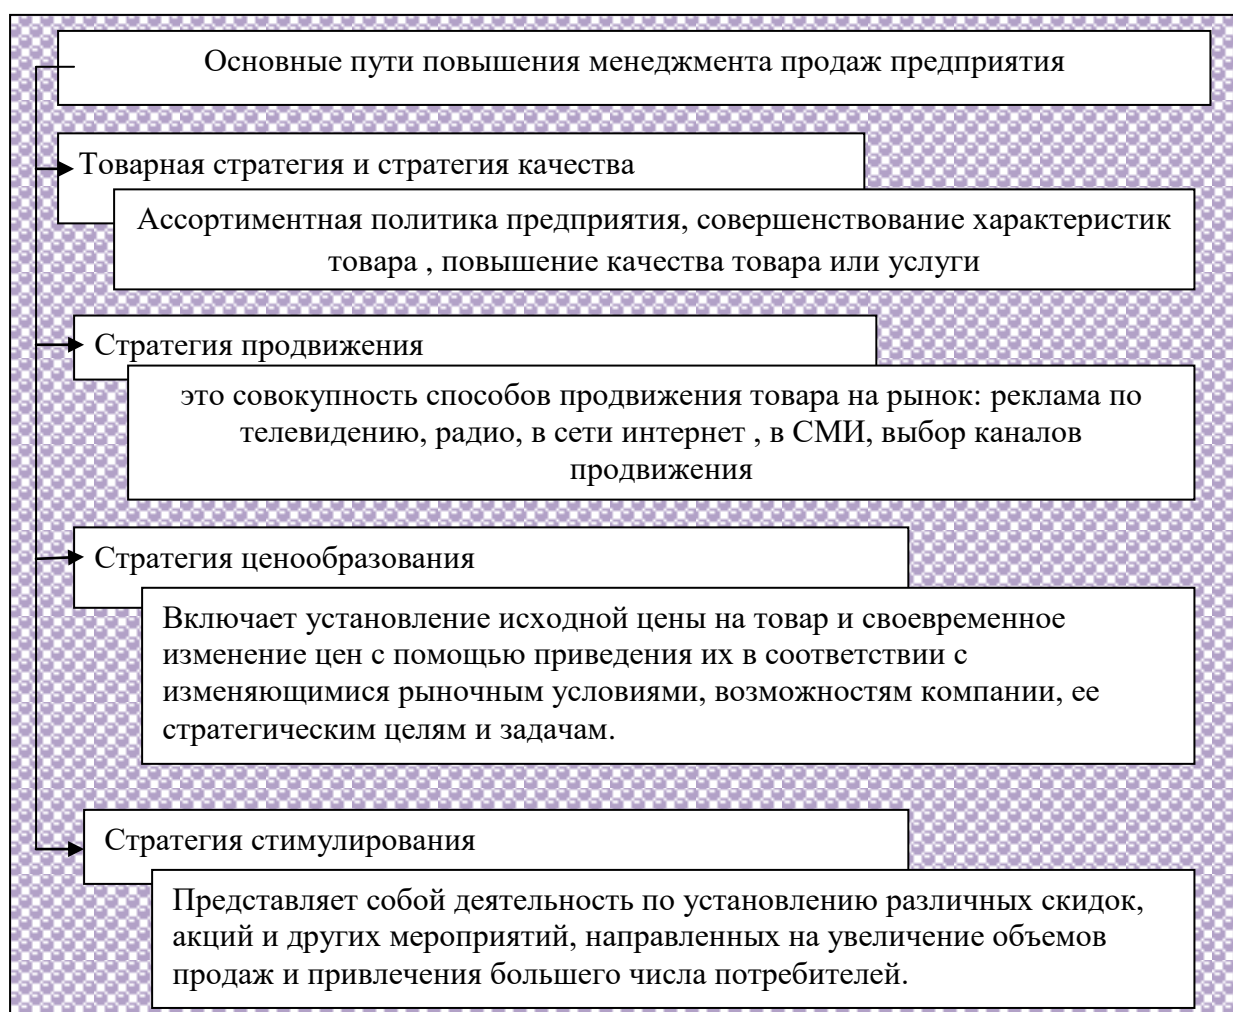 Основные пути повышения менеджмента продаж предприятия
Товарная стратегия и стратегия качества
Ассортиментная политика предприятия, совершенствование характеристик
товара , повышение качества товара или услуги
Стратегия продвижения
это совокупность способов продвижения товара на рынок: реклама по
телевидению, радио, в сети интернет , в СМИ, выбор каналов
продвижения
Стратегия ценообразования
Включает установление исходной цены на товар и своевременное
изменение цен с помощью приведения их в соответствии с
изменяющимися рыночным условиями, возможностям компании, ее
стратегическим целям и задачам.
Стратегия стимулирования
Представляет собой деятельность по установлению различных скидок,
акций и других мероприятий, направленных на увеличение объемов
продаж и привлечения большего числа потребителей.